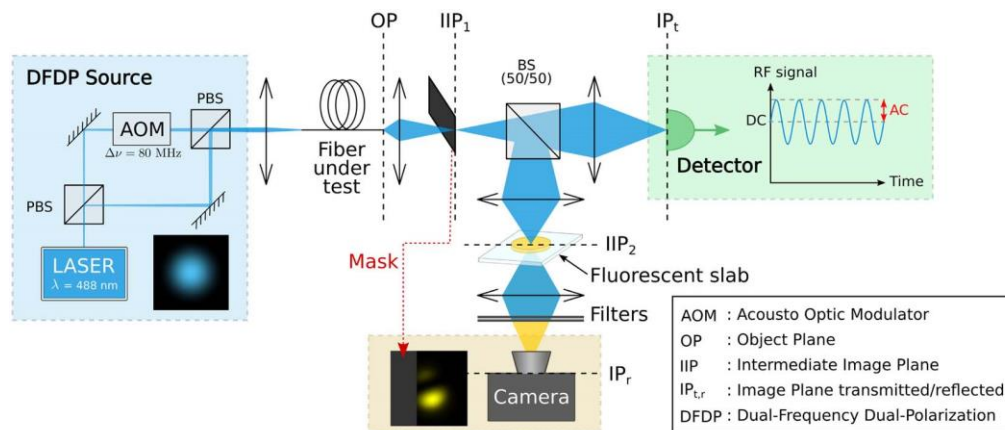 OP
IIP₁
IPₜ
DFDP Source
PBS
AOM
Δν = 80 MHz
PBS
LASER
λ = 488 nm
Fiber
under
test
BS
(50/50)
RF signal
DC
AC
Time
Detector
Mask
IIP₂
Fluorescent slab
Filters
IPᵣ
Camera
AOM : Acousto Optic Modulator
OP : Object Plane
IIP : Intermediate Image Plane
IPₜ,ᵣ : Image Plane transmitted/reflected
DFDP : Dual-Frequency Dual-Polarization